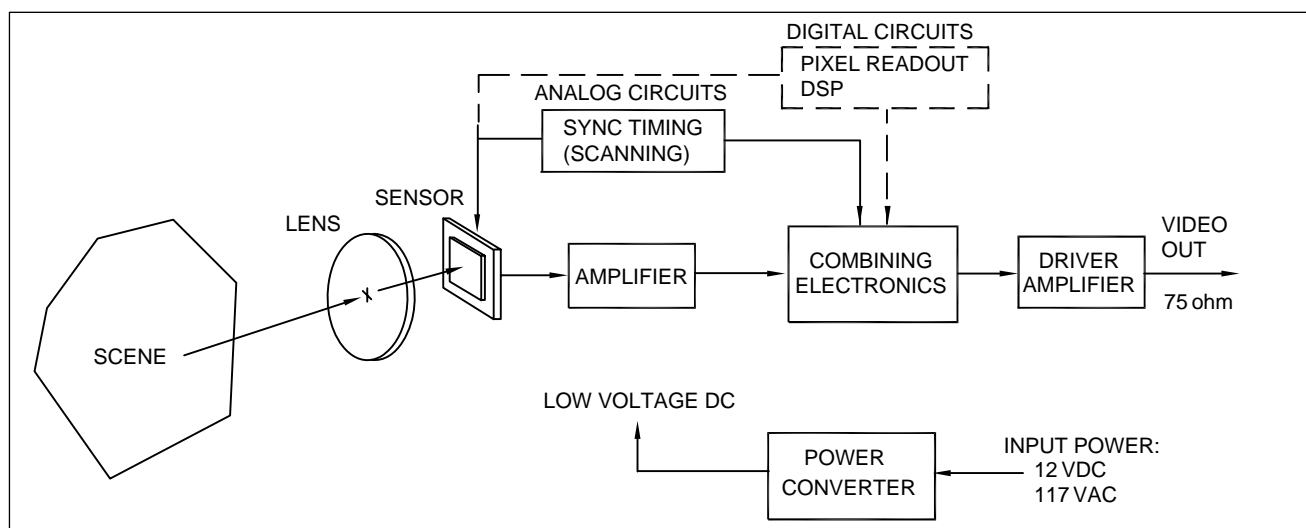 DIGITAL CIRCUITS
PIXEL READOUT
DSP
ANALOG CIRCUITS
SYNC TIMING
(SCANNING)
SENSOR
LENS
SCENE
AMPLIFIER
COMBINING
ELECTRONICS
DRIVER
AMPLIFIER
VIDEO
OUT
75 ohm
LOW VOLTAGE DC
POWER
CONVERTER
INPUT POWER:
12 VDC
117 VAC